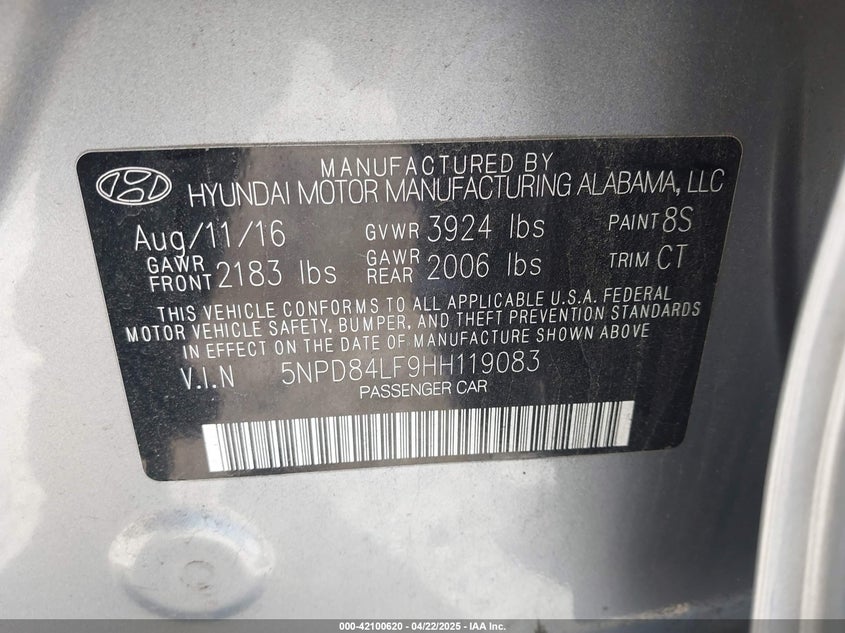 MANUFACTURED BY
HYUNDAI MOTOR MANUFACTURING ALABAMA, LLC
Aug/11/16 GVWR 3924 lbs PAINT 8S
GAWR FRONT 2183 lbs GAWR REAR 2006 lbs TRIM CT
THIS VEHICLE CONFORMS TO ALL APPLICABLE U.S.A. FEDERAL
MOTOR VEHICLE SAFETY, BUMPER, AND THEFT PREVENTION STANDARDS
IN EFFECT ON THE DATE OF MANUFACTURE SHOWN ABOVE
V.I.N 5NPD84LF9HH119083
PASSENGER CAR
000-42100620 - 04/22/2025 - IAA Inc.